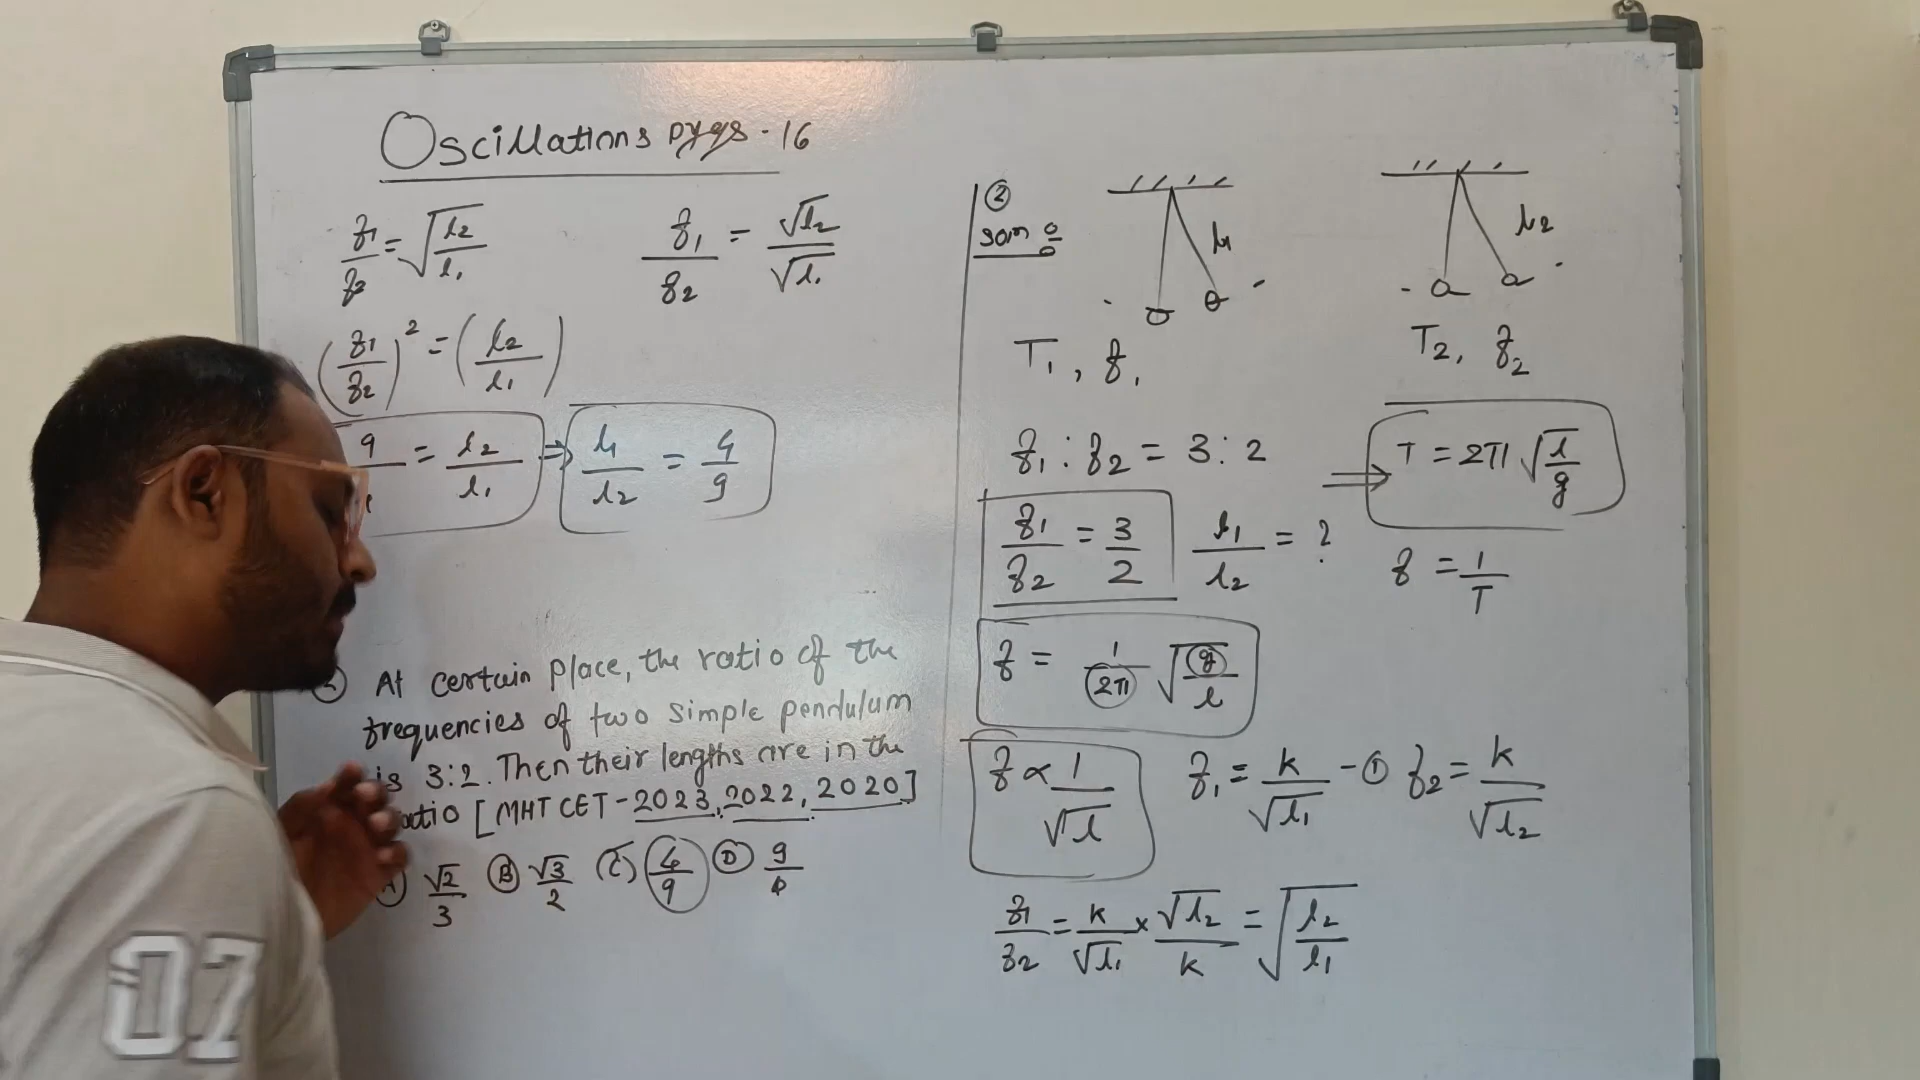 Oscillations pyqs - 16
f₁/f₂ = √(l₂/l₁)
f₁/f₂ = √l₂/√l₁
(f₁/f₂)² = (l₂/l₁)
9/ = l₂/l₁ ⇒ l₁/l₂ = 4/9
At certain place, the ratio of the
frequencies of two simple pendulum
is 3:2. Then their lengths are in the
ratio [MHT CET - 2023, 2022, 2020]
A) √2/3 (B) √3/2 (C) 4/9 (D) 9/4
②
l₁
l₂
T₁, f₁
T₂, f₂
f₁ : f₂ = 3 : 2
⇒ T = 2π √(l/g)
f₁/f₂ = 3/2 l₁/l₂ = ?
f = 1/T
f = 1/2π √(g/l)
f ∝ 1/√l f₁ = k/√l₁ - ① f₂ = k/√l₂
f₁/f₂ = k/√l₁ × √l₂/k = √(l₂/l₁)
07